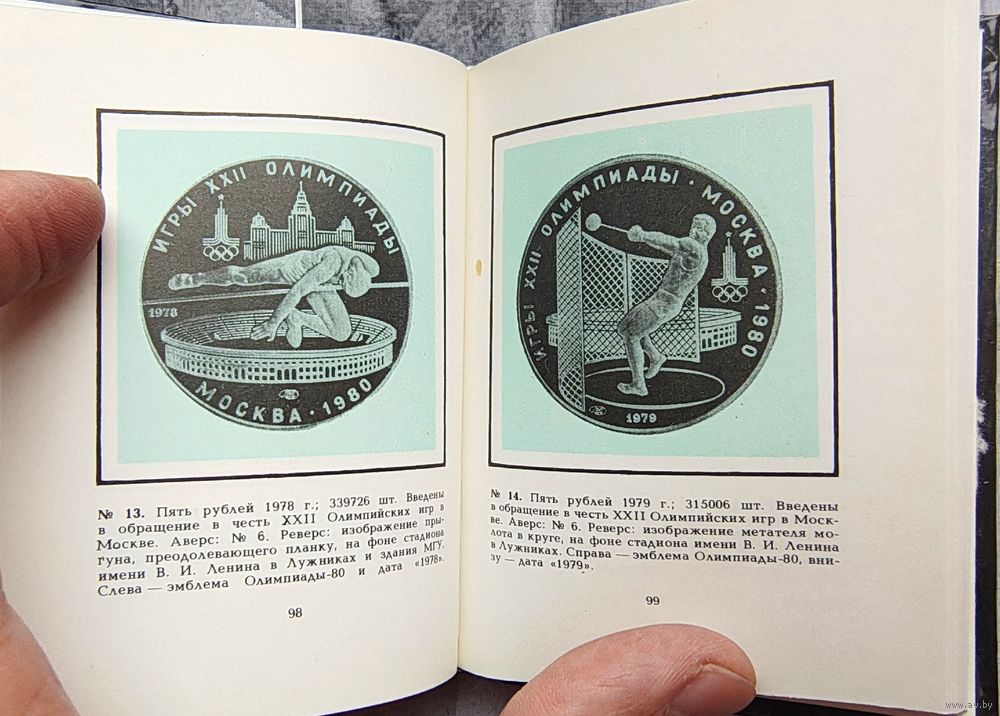 ИГРЫ XXII ОЛИМПИАДЫ
1978
МОСКВА · 1980
№ 13. Пять рублей 1978 г.; 339726 шт. Введены
в обращение в честь XXII Олимпийских игр в
Москве. Аверс: № 6. Реверс: изображение пры-
гуна, преодолевающего планку, на фоне стадиона
имени В. И. Ленина в Лужниках и здания МГУ.
Слева — эмблема Олимпиады-80 и дата «1978».
98
ИГРЫ XXII ОЛИМПИАДЫ · МОСКВА · 1980
1979
№ 14. Пять рублей 1979 г.; 315006 шт. Введены
в обращение в честь XXII Олимпийских игр в Моск-
ве. Аверс: № 6. Реверс: изображение метателя мо-
лота в круге, на фоне стадиона имени В. И. Ленина
в Лужниках. Справа — эмблема Олимпиады-80, вни-
зу — дата «1979».
99
www.ay.by